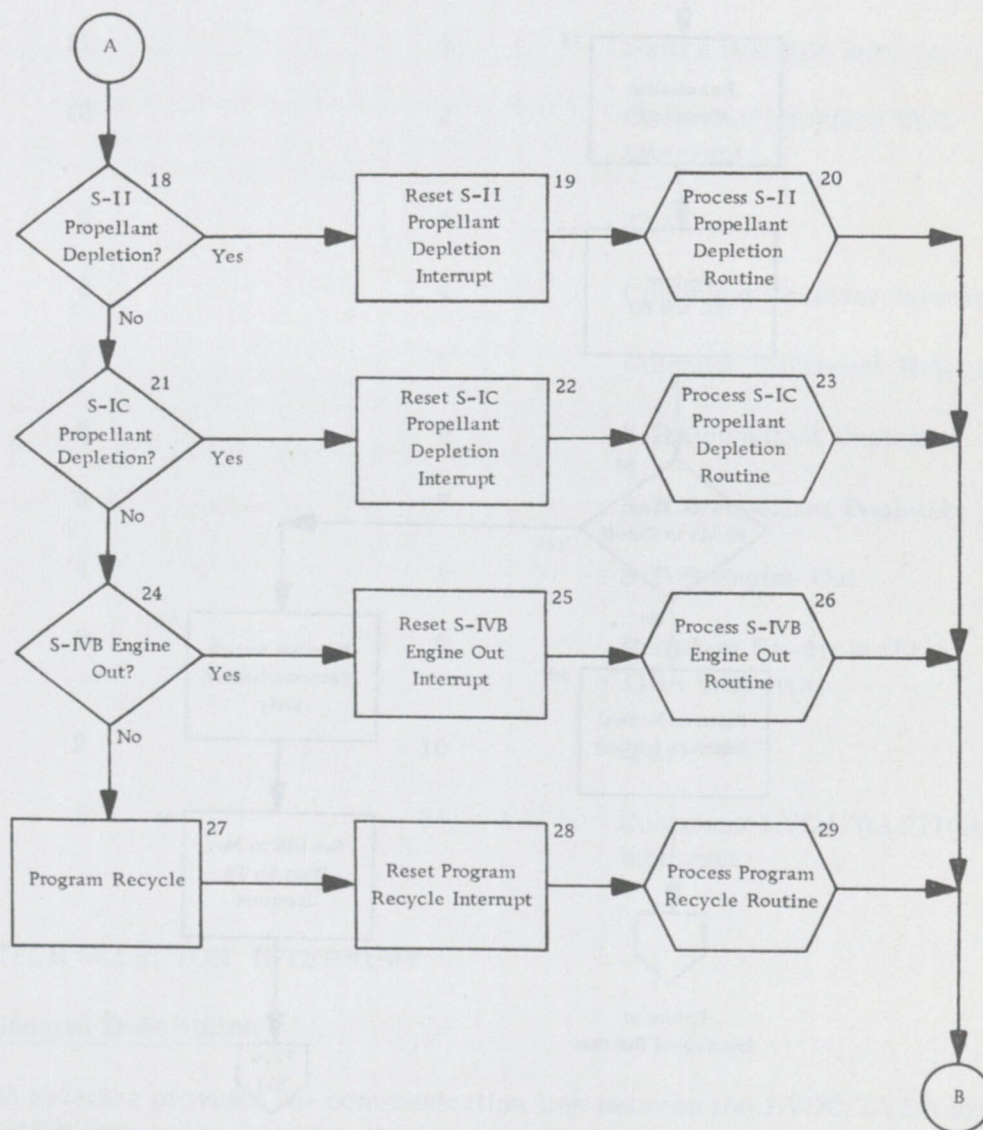 A
18
S-II
Propellant
Depletion?
Yes
No
19
Reset S-II
Propellant
Depletion
Interrupt
20
Process S-II
Propellant
Depletion
Routine
21
S-IC
Propellant
Depletion?
Yes
No
22
Reset S-IC
Propellant
Depletion
Interrupt
23
Process S-IC
Propellant
Depletion
Routine
24
S-IVB Engine
Out?
Yes
No
25
Reset S-IVB
Engine Out
Interrupt
26
Process S-IVB
Engine Out
Routine
27
Program Recycle
28
Reset Program
Recycle Interrupt
29
Process Program
Recycle Routine
B